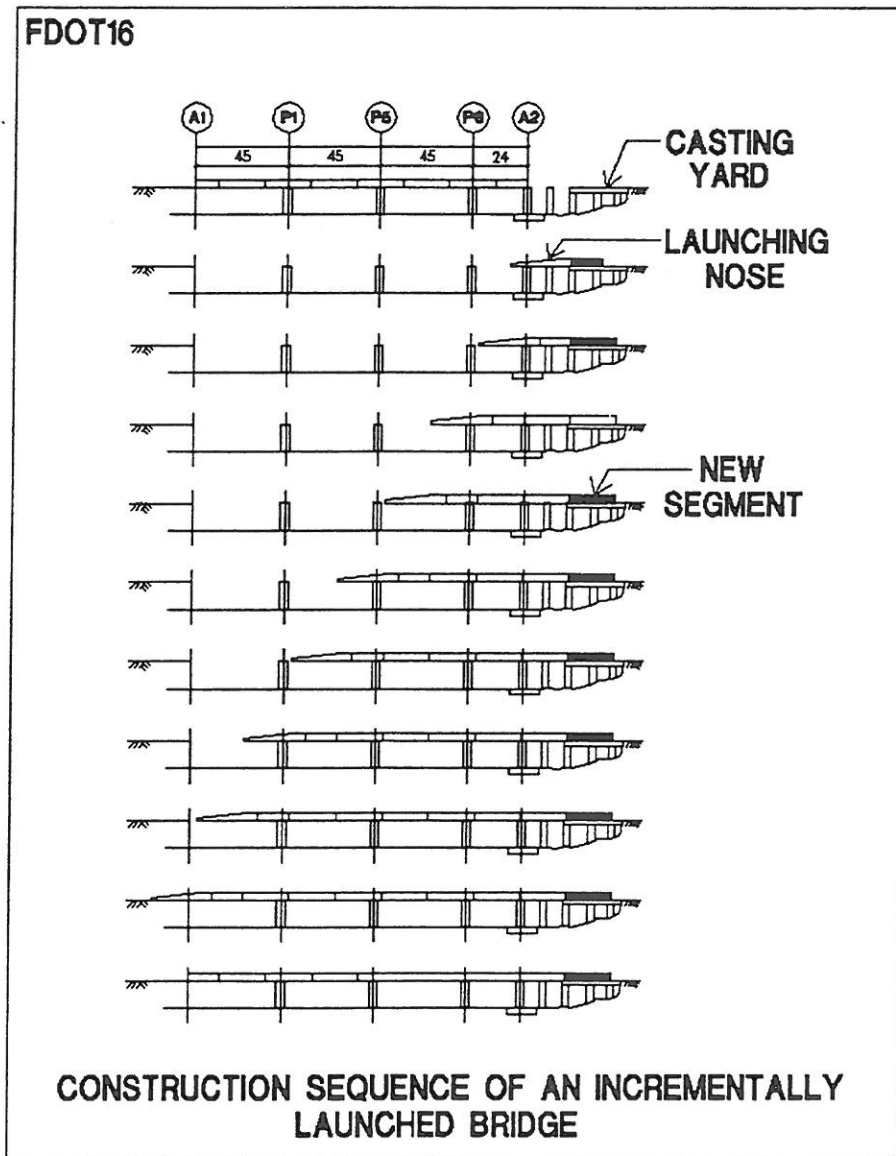 FDOT16
A1 P1 P5 P6 A2
45 45 45 24
CASTING
YARD
LAUNCHING
NOSE
NEW
SEGMENT
CONSTRUCTION SEQUENCE OF AN INCREMENTALLY
LAUNCHED BRIDGE